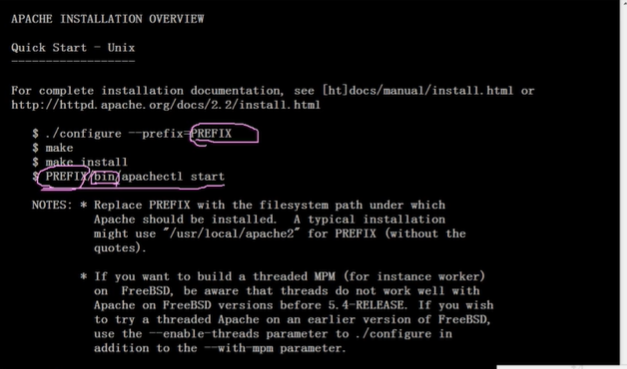 APACHE INSTALLATION OVERVIEW
Quick Start - Unix
------------------
For complete installation documentation, see [ht]docs/manual/install.html or
http://httpd.apache.org/docs/2.2/install.html
$ ./configure --prefix=PREFIX
$ make
$ make install
$ PREFIX/bin/apachectl start
NOTES: * Replace PREFIX with the filesystem path under which
Apache should be installed.  A typical installation
might use "/usr/local/apache2" for PREFIX (without the
quotes).
* If you want to build a threaded MPM (for instance worker)
on  FreeBSD, be aware that threads do not work well with
Apache on FreeBSD versions before 5.4-RELEASE. If you wish
to try a threaded Apache on an earlier version of FreeBSD,
use the --enable-threads parameter to ./configure in
addition to the --with-mpm parameter.